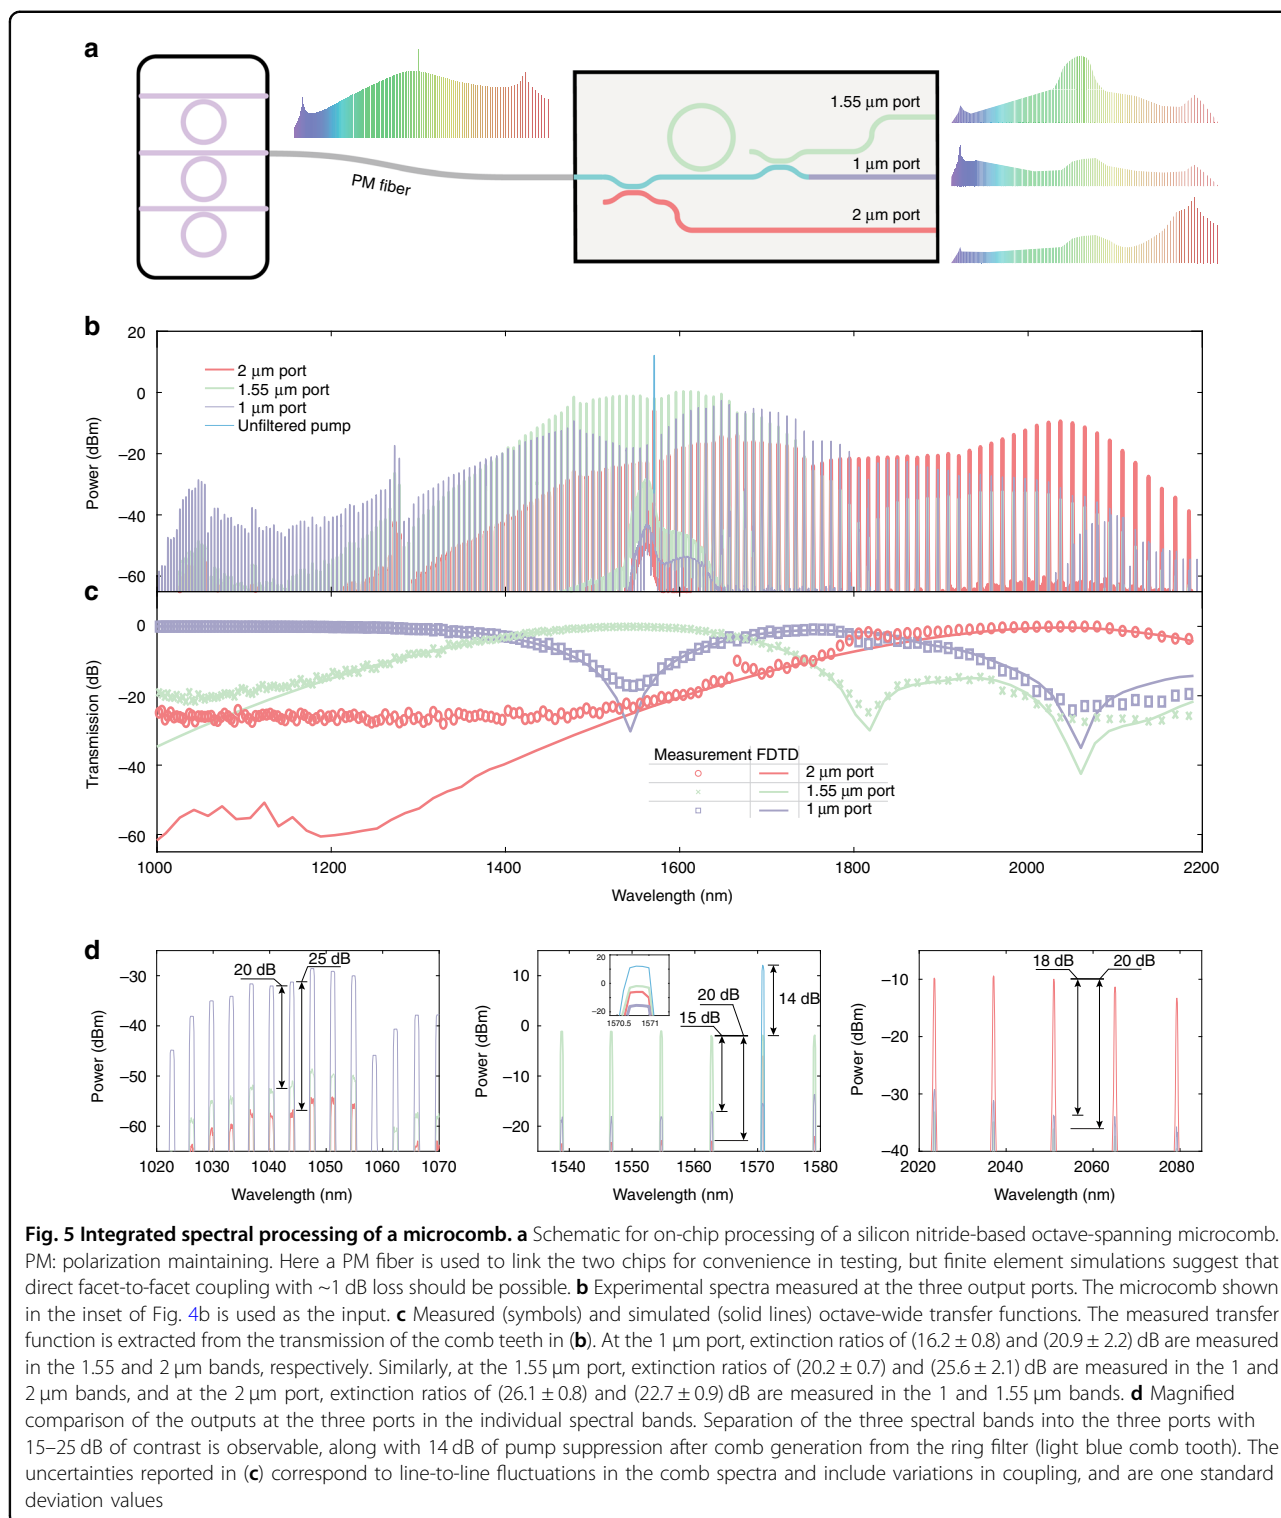 a
PM fiber
1.55 μm port
1 μm port
2 μm port
b
20
0
−20
−40
−60
Power (dBm)
2 μm port
1.55 μm port
1 μm port
Unfiltered pump
c
0
−20
−40
−60
Transmission (dB)
Measurement FDTD
2 μm port
1.55 μm port
1 μm port
1000 1200 1400 1600 1800 2000 2200
Wavelength (nm)
d
−30
−40
−50
−60
Power (dBm)
20 dB
25 dB
1020 1030 1040 1050 1060 1070
Wavelength (nm)
10
0
−10
−20
Power (dBm)
20
0
−20
1570.5 1571
20 dB
15 dB
14 dB
1540 1550 1560 1570 1580
Wavelength (nm)
−10
−20
−30
−40
Power (dBm)
18 dB
20 dB
2020 2040 2060 2080
Wavelength (nm)
Fig. 5 Integrated spectral processing of a microcomb. a Schematic for on-chip processing of a silicon nitride-based octave-spanning microcomb.
PM: polarization maintaining. Here a PM fiber is used to link the two chips for convenience in testing, but finite element simulations suggest that
direct facet-to-facet coupling with ~1 dB loss should be possible. b Experimental spectra measured at the three output ports. The microcomb shown
in the inset of Fig. 4b is used as the input. c Measured (symbols) and simulated (solid lines) octave-wide transfer functions. The measured transfer
function is extracted from the transmission of the comb teeth in (b). At the 1 μm port, extinction ratios of (16.2 ± 0.8) and (20.9 ± 2.2) dB are measured
in the 1.55 and 2 μm bands, respectively. Similarly, at the 1.55 μm port, extinction ratios of (20.2 ± 0.7) and (25.6 ± 2.1) dB are measured in the 1 and
2 μm bands, and at the 2 μm port, extinction ratios of (26.1 ± 0.8) and (22.7 ± 0.9) dB are measured in the 1 and 1.55 μm bands. d Magnified
comparison of the outputs at the three ports in the individual spectral bands. Separation of the three spectral bands into the three ports with
15–25 dB of contrast is observable, along with 14 dB of pump suppression after comb generation from the ring filter (light blue comb tooth). The
uncertainties reported in (c) correspond to line-to-line fluctuations in the comb spectra and include variations in coupling, and are one standard
deviation values